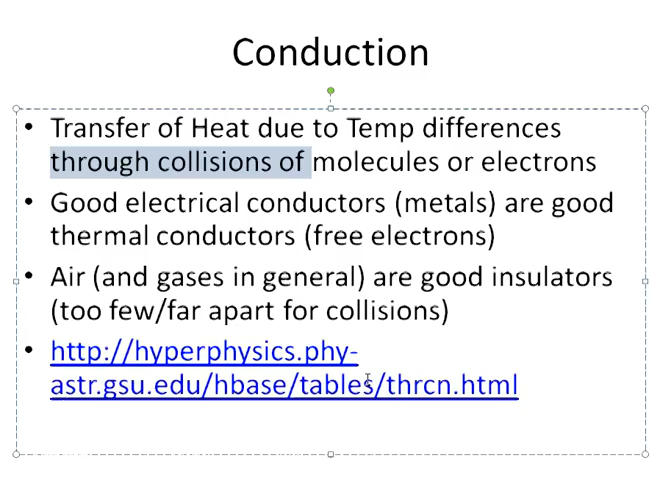 Conduction
• Transfer of Heat due to Temp differences
through collisions of molecules or electrons
• Good electrical conductors (metals) are good
thermal conductors (free electrons)
• Air (and gases in general) are good insulators
(too few/far apart for collisions)
• http://hyperphysics.phy-
astr.gsu.edu/hbase/tables/thrcn.html